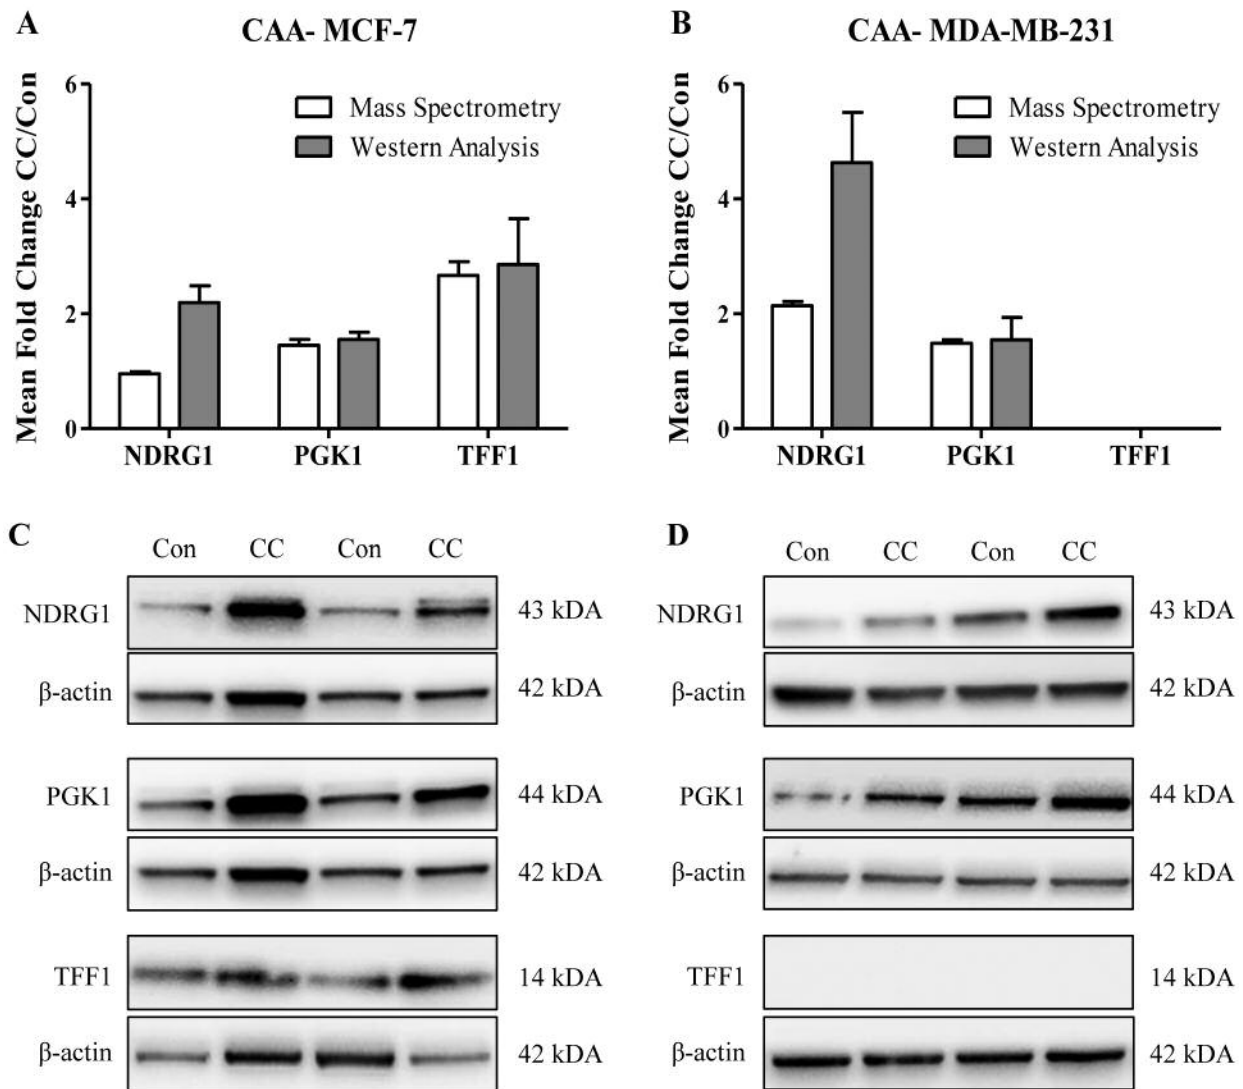 A
CAA- MCF-7
Mean Fold Change CC/Con
6
4
2
0
Mass Spectrometry
Western Analysis
NDRG1 PGK1 TFF1
B
CAA- MDA-MB-231
Mean Fold Change CC/Con
6
4
2
0
Mass Spectrometry
Western Analysis
NDRG1 PGK1 TFF1
C
Con CC Con CC
NDRG1 43 kDA
β-actin 42 kDA
PGK1 44 kDA
β-actin 42 kDA
TFF1 14 kDA
β-actin 42 kDA
D
Con CC Con CC
NDRG1 43 kDA
β-actin 42 kDA
PGK1 44 kDA
β-actin 42 kDA
TFF1 14 kDA
β-actin 42 kDA